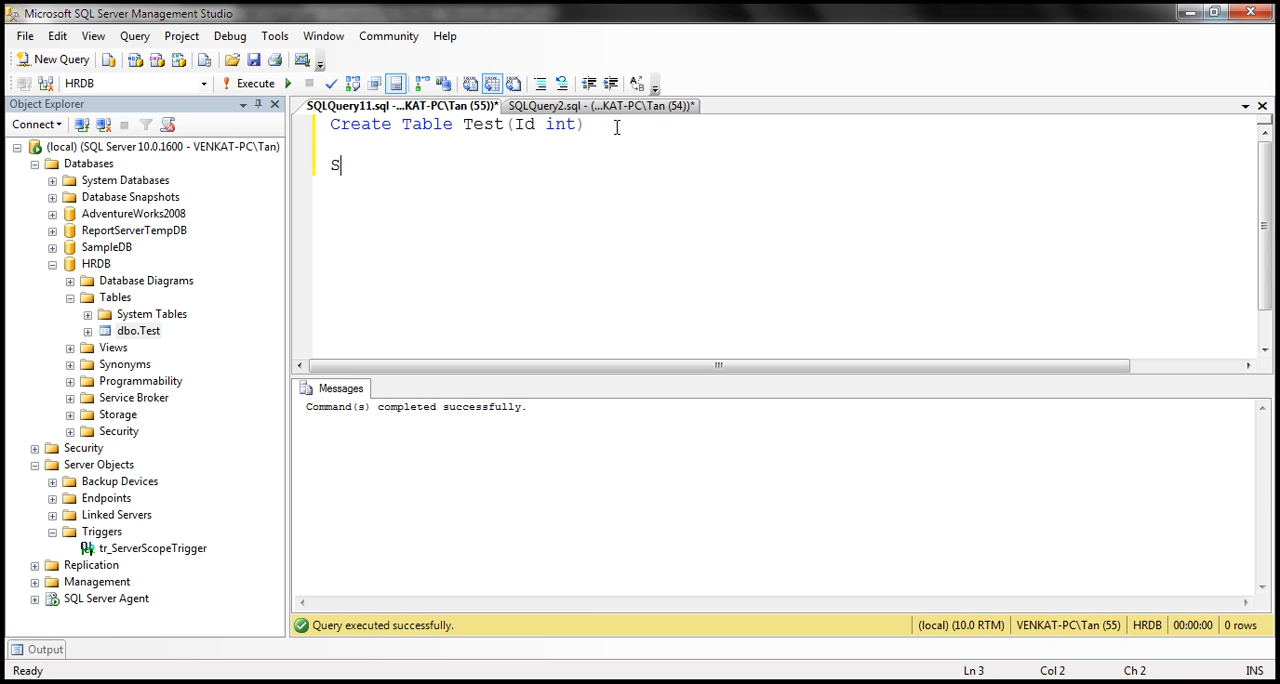 Microsoft SQL Server Management Studio
File Edit View Query Project Debug Tools Window Community Help
New Query
HRDB Execute
Object Explorer
SQLQuery11.sql -...KAT-PC\Tan (55))* SQLQuery2.sql - (...KAT-PC\Tan (54))*
Connect
Create Table Test(Id int)
S
(local) (SQL Server 10.0.1600 - VENKAT-PC\Tan)
Databases
System Databases
Database Snapshots
AdventureWorks2008
ReportServerTempDB
SampleDB
HRDB
Database Diagrams
Tables
System Tables
dbo.Test
Views
Synonyms
Programmability
Service Broker
Storage
Security
Security
Server Objects
Backup Devices
Endpoints
Linked Servers
Triggers
tr_ServerScopeTrigger
Replication
Management
SQL Server Agent
Messages
Command(s) completed successfully.
Query executed successfully. (local) (10.0 RTM) VENKAT-PC\Tan (55) HRDB 00:00:00 0 rows
Output
Ready Ln 3 Col 2 Ch 2 INS